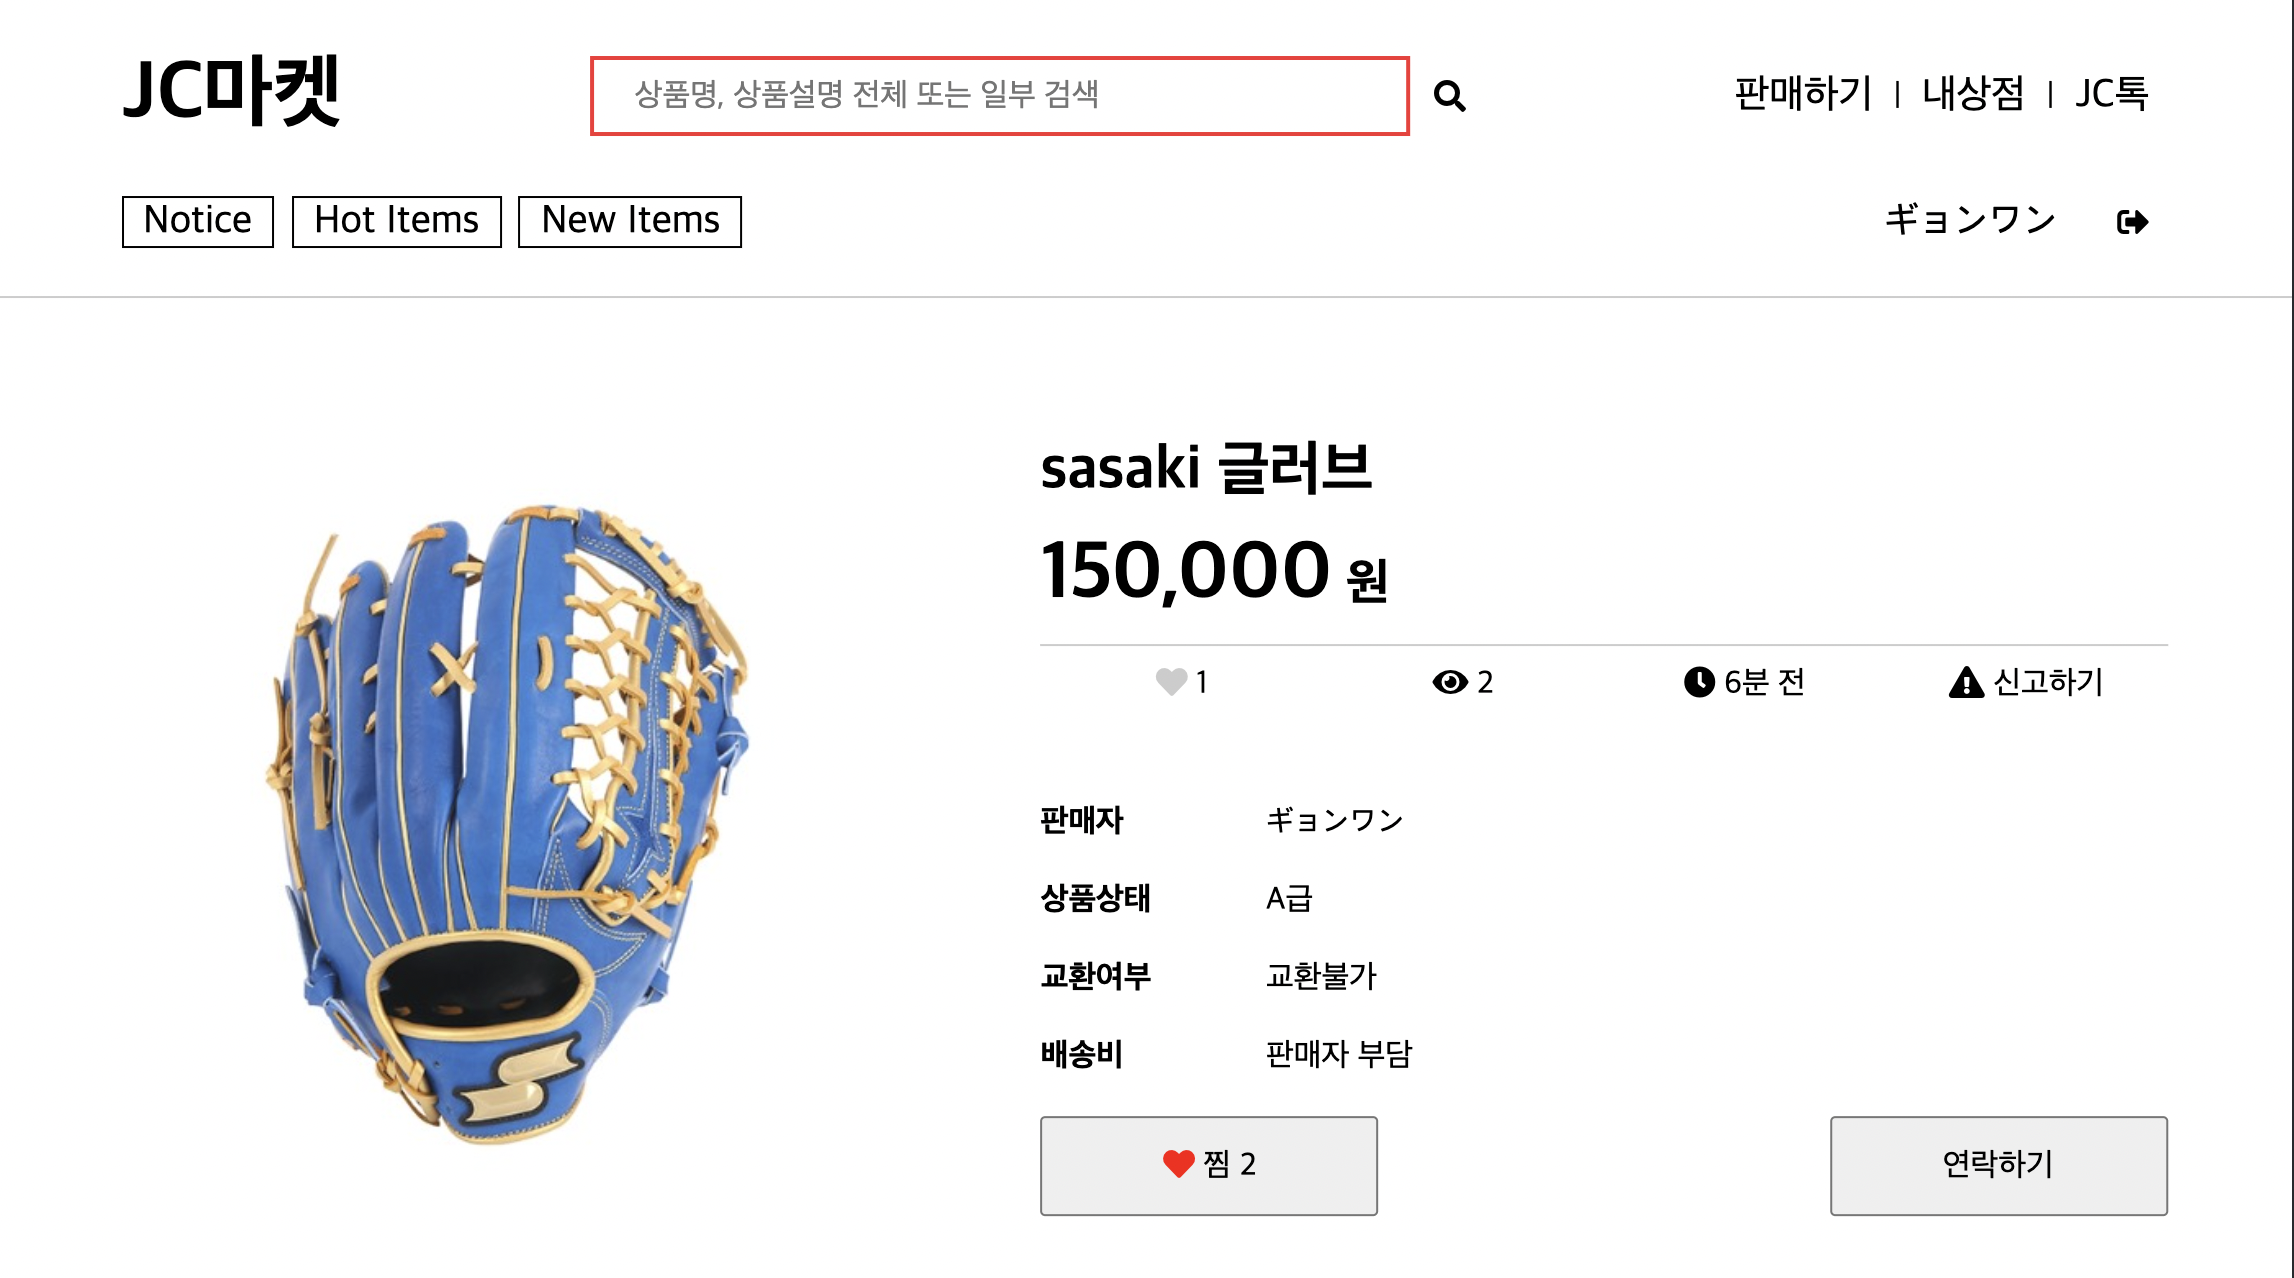 JC마켓
상품명, 상품설명 전체 또는 일부 검색
판매하기 | 내상점 | JC톡
Notice
Hot Items
New Items
ギョンワン
sasaki 글러브
150,000 원
1
2
6분 전
신고하기
판매자 ギョンワン
상품상태 A급
교환여부 교환불가
배송비 판매자 부담
찜 2
연락하기